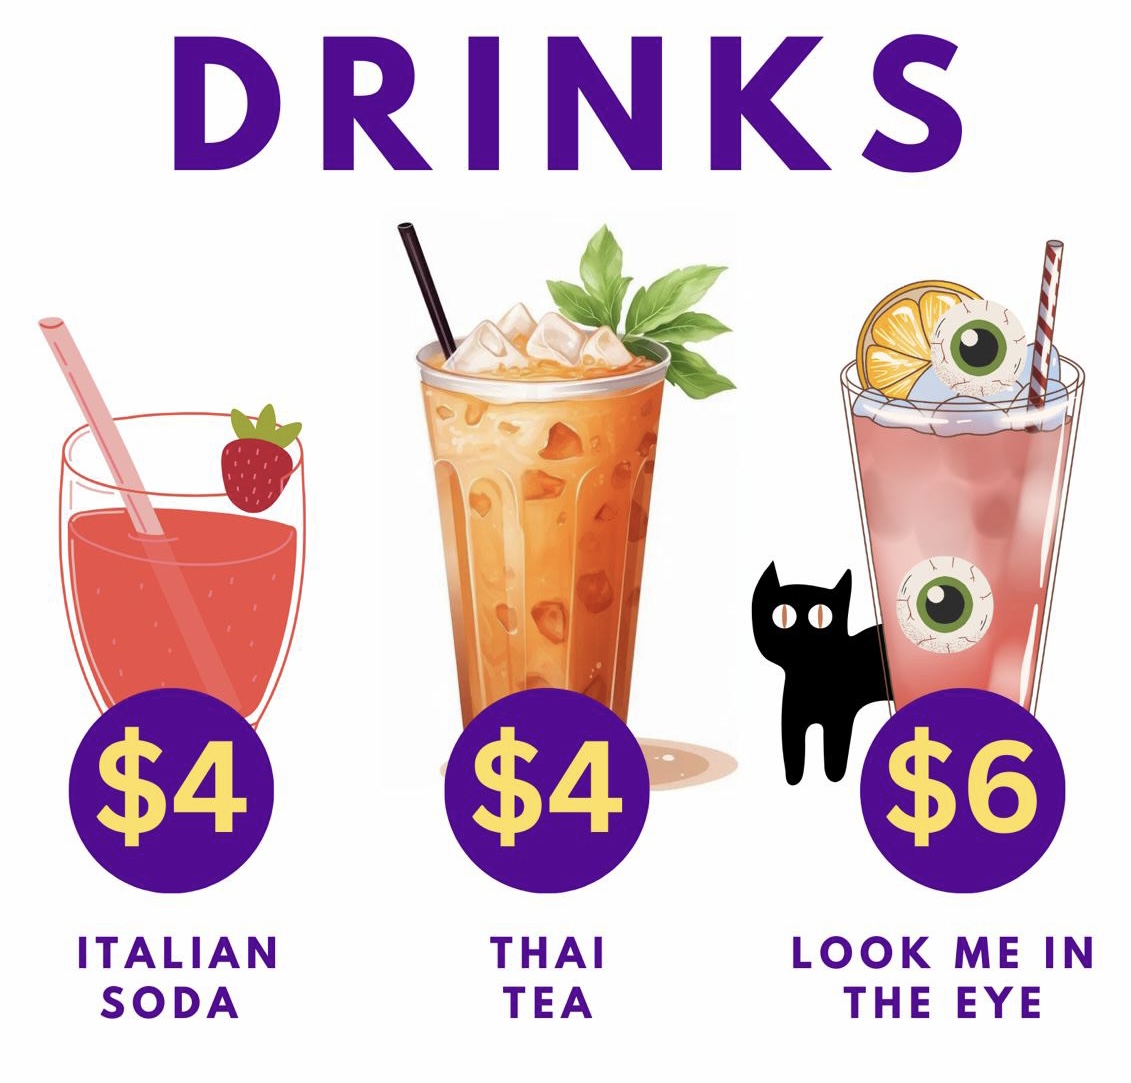 DRINKS
$4
$4
$6
ITALIAN
SODA
THAI
TEA
LOOK ME IN
THE EYE